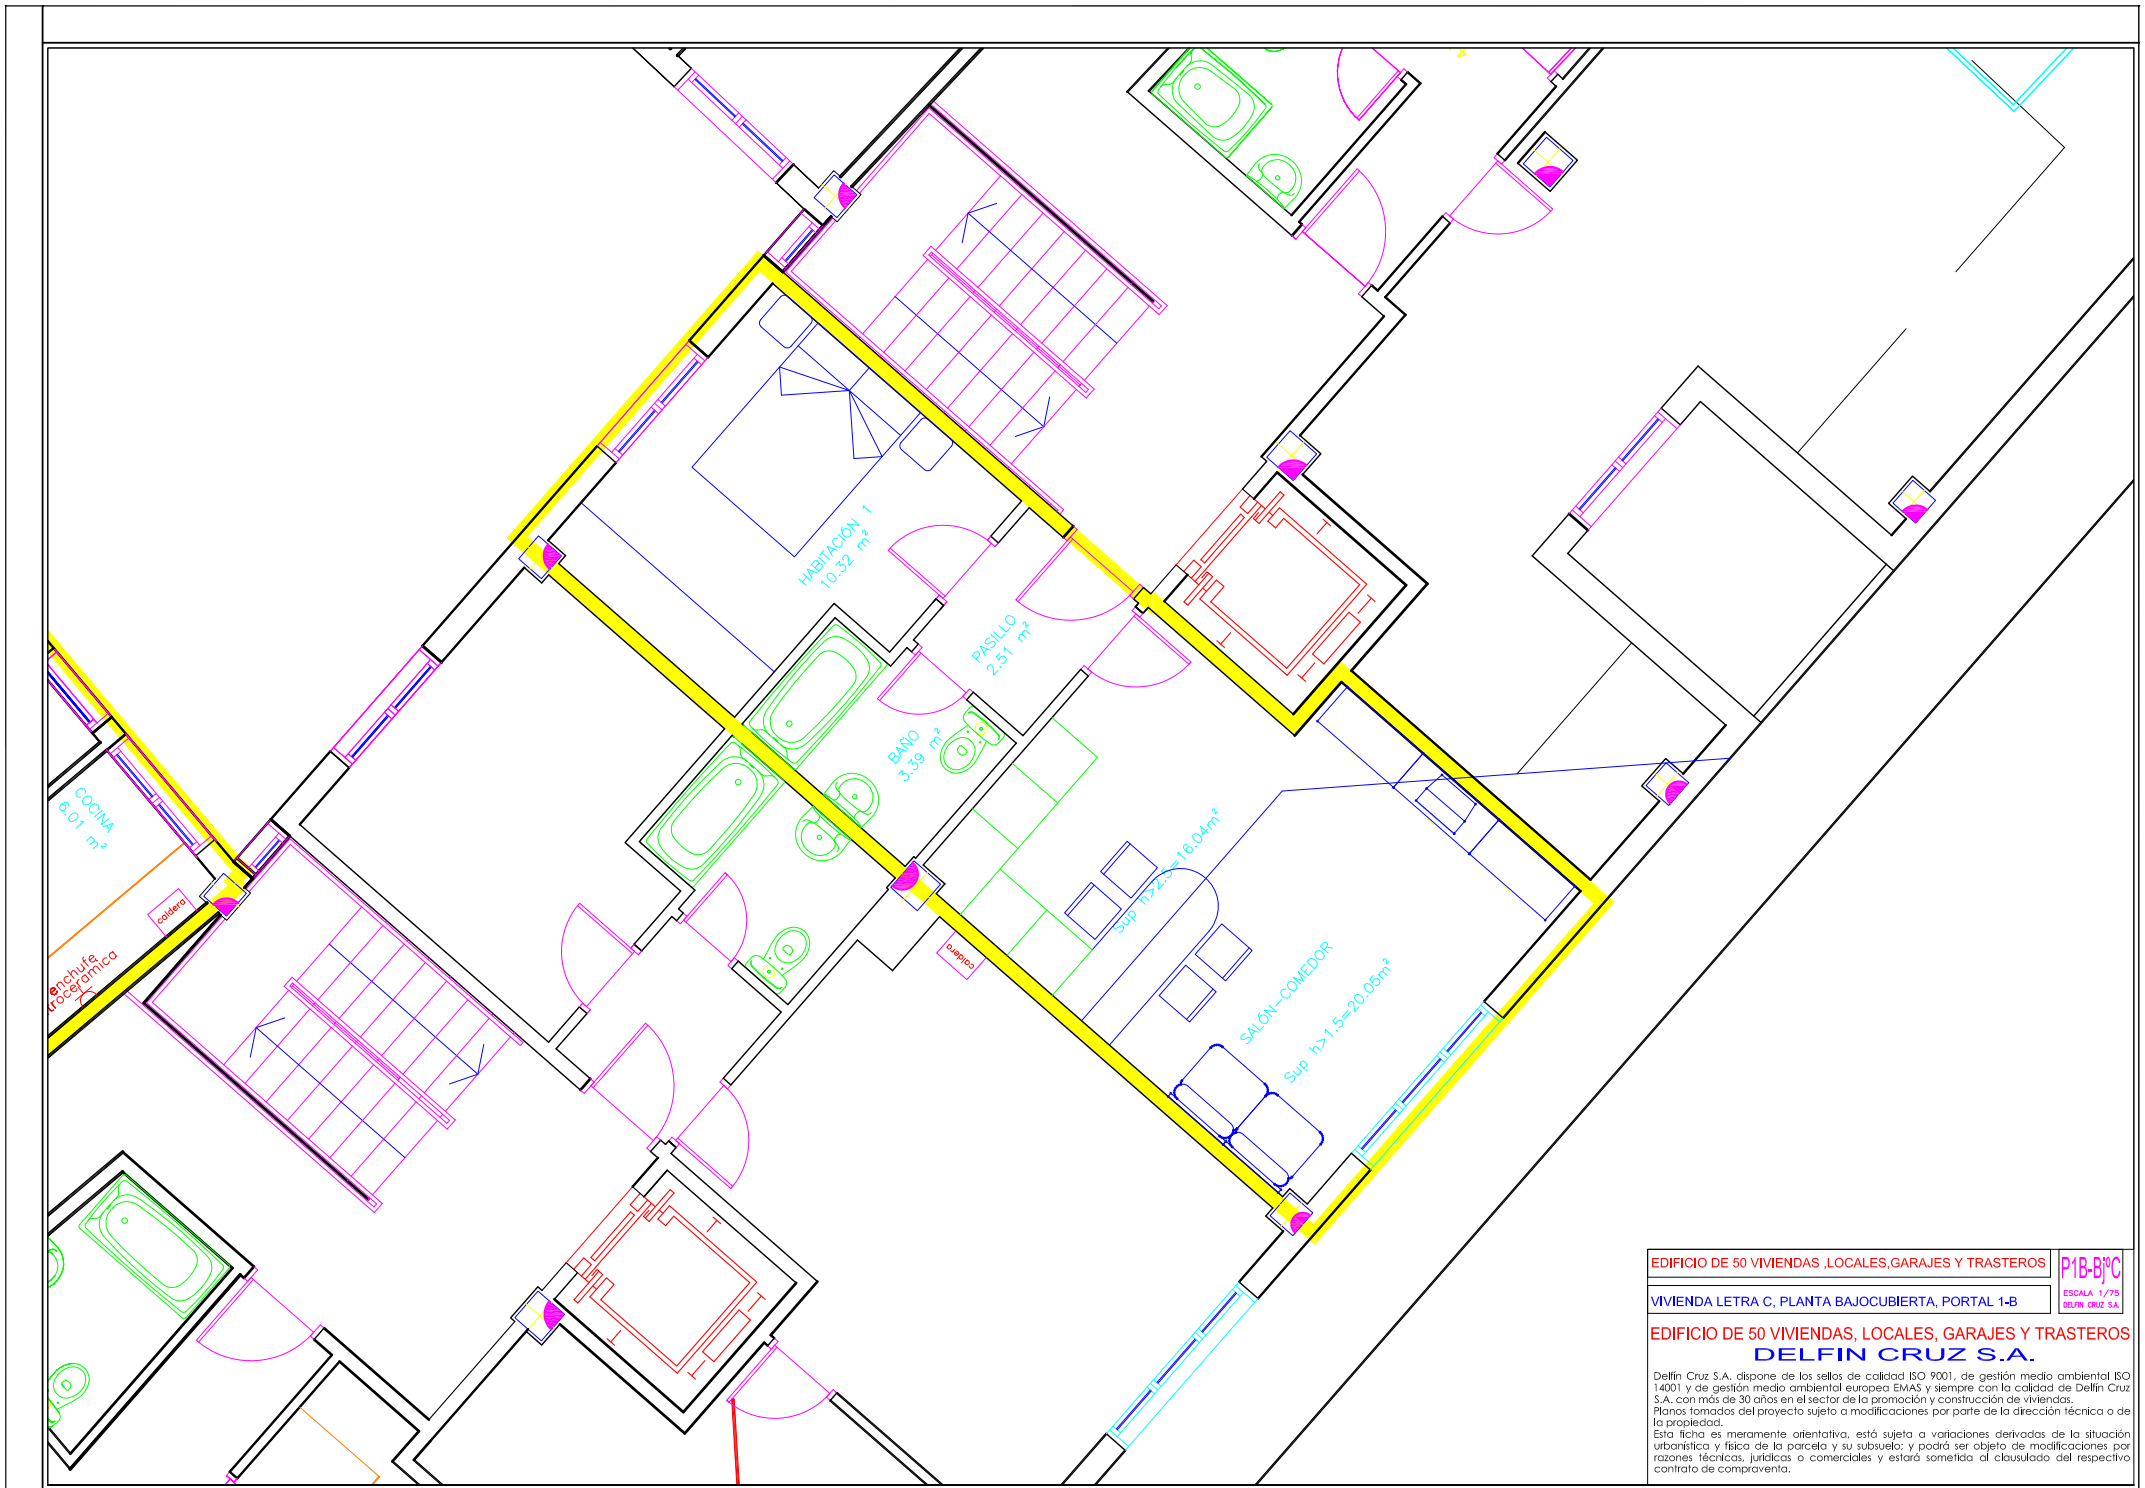 HABITACIÓN 1
10.32 m²
PASILLO
2.51 m²
BAÑO
3.39 m²
COCINA
6.01 m²
caldera
enchufe
troceramica
caldera
Sup h>2.5=16.04m²
SALÓN-COMEDOR
Sup h>1.5=20.05m²
EDIFICIO DE 50 VIVIENDAS ,LOCALES,GARAJES Y TRASTEROS
P1B-BjºC
ESCALA 1/75
DELFIN CRUZ S.A.
VIVIENDA LETRA C, PLANTA BAJOCUBIERTA, PORTAL 1-B
EDIFICIO DE 50 VIVIENDAS, LOCALES, GARAJES Y TRASTEROS
DELFIN CRUZ S.A.
Delfín Cruz S.A. dispone de los sellos de calidad ISO 9001, de gestión medio ambiental ISO
14001 y de gestión medio ambiental europea EMAS y siempre con la calidad de Delfín Cruz
S.A. con más de 30 años en el sector de la promoción y construcción de viviendas.
Planos tomados del proyecto sujeto a modificaciones por parte de la dirección técnica o de
la propiedad.
Esta ficha es meramente orientativa, está sujeta a variaciones derivadas de la situación
urbanística y física de la parcela y su subsuelo; y podrá ser objeto de modificaciones por
razones técnicas, jurídicas o comerciales y estará sometida al clausulado del respectivo
contrato de compraventa.